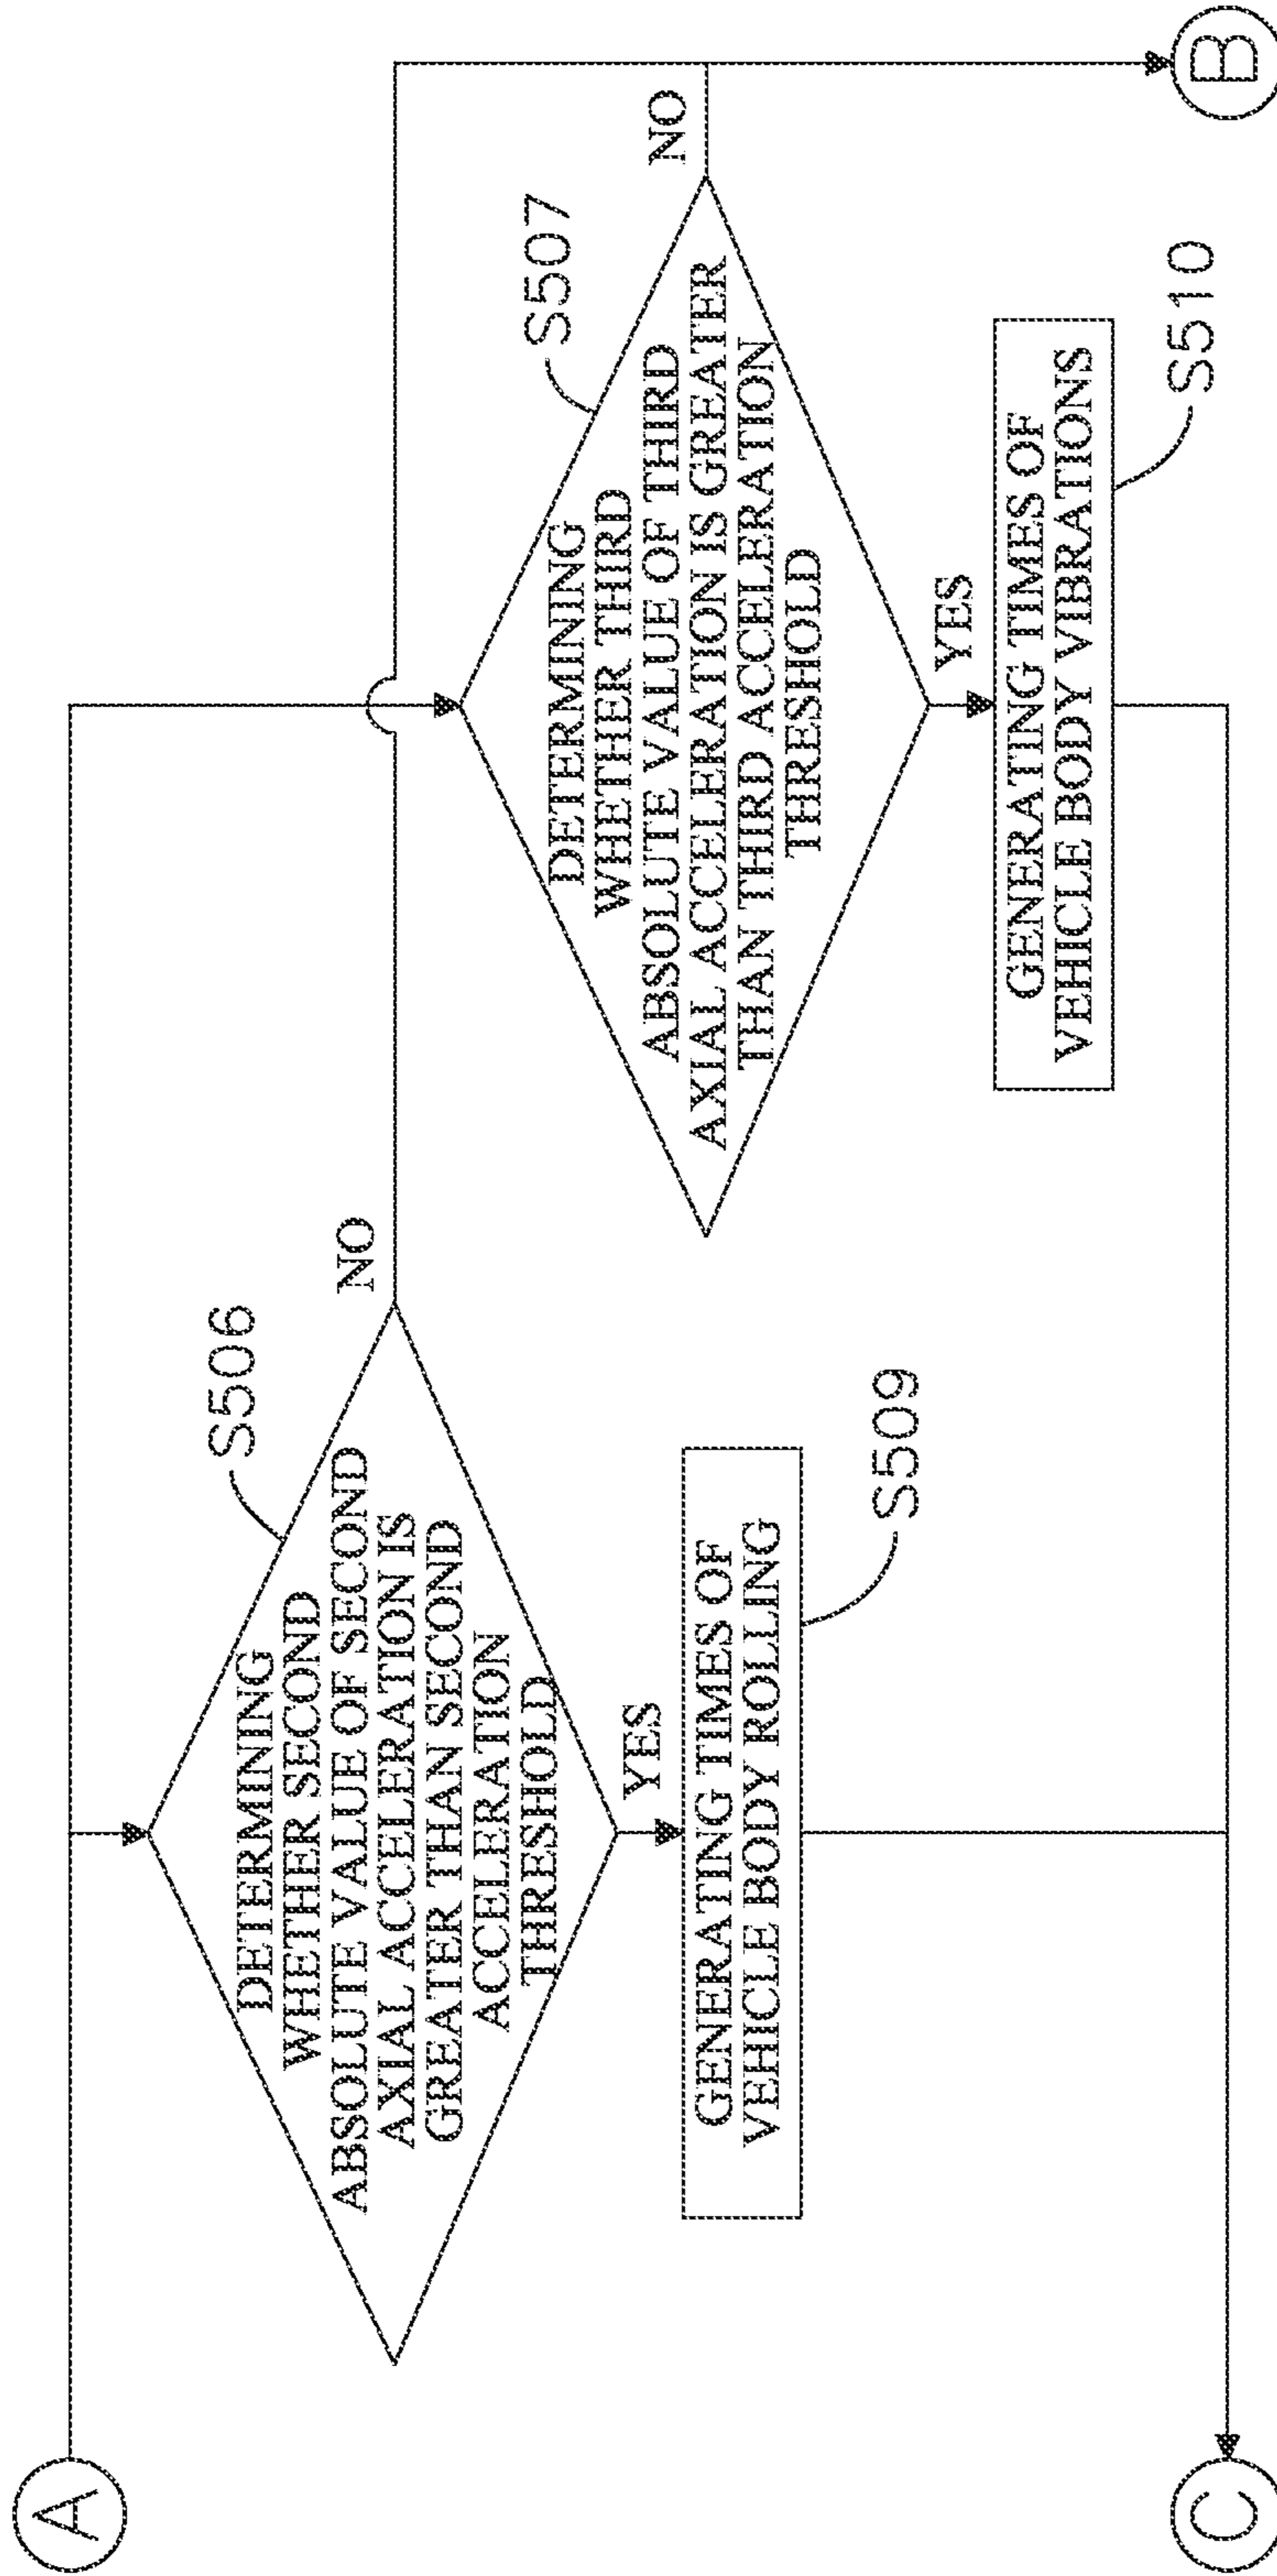 A
S506
DETERMINING
WHETHER SECOND
ABSOLUTE VALUE OF SECOND
AXIAL ACCELERATION IS
GREATER THAN SECOND
ACCELERATION
THRESHOLD
NO
YES
GENERATING TIMES OF
VEHICLE BODY ROLLING
S509
S507
DETERMINING
WHETHER THIRD
ABSOLUTE VALUE OF THIRD
AXIAL ACCELERATION IS GREATER
THAN THIRD ACCELERATION
THRESHOLD
NO
YES
GENERATING TIMES OF
VEHICLE BODY VIBRATIONS
S510
C
B